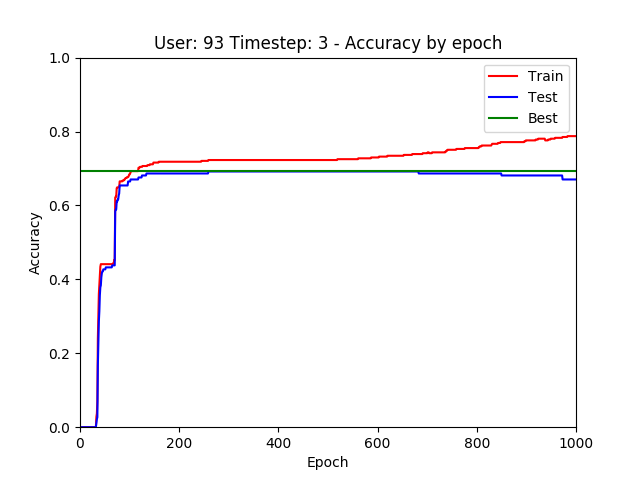 User: 93 Timestep: 3 - Accuracy by epoch
Train
Test
Best
1.0
0.8
0.6
0.4
0.2
0.0
Accuracy
0 200 400 600 800 1000
Epoch